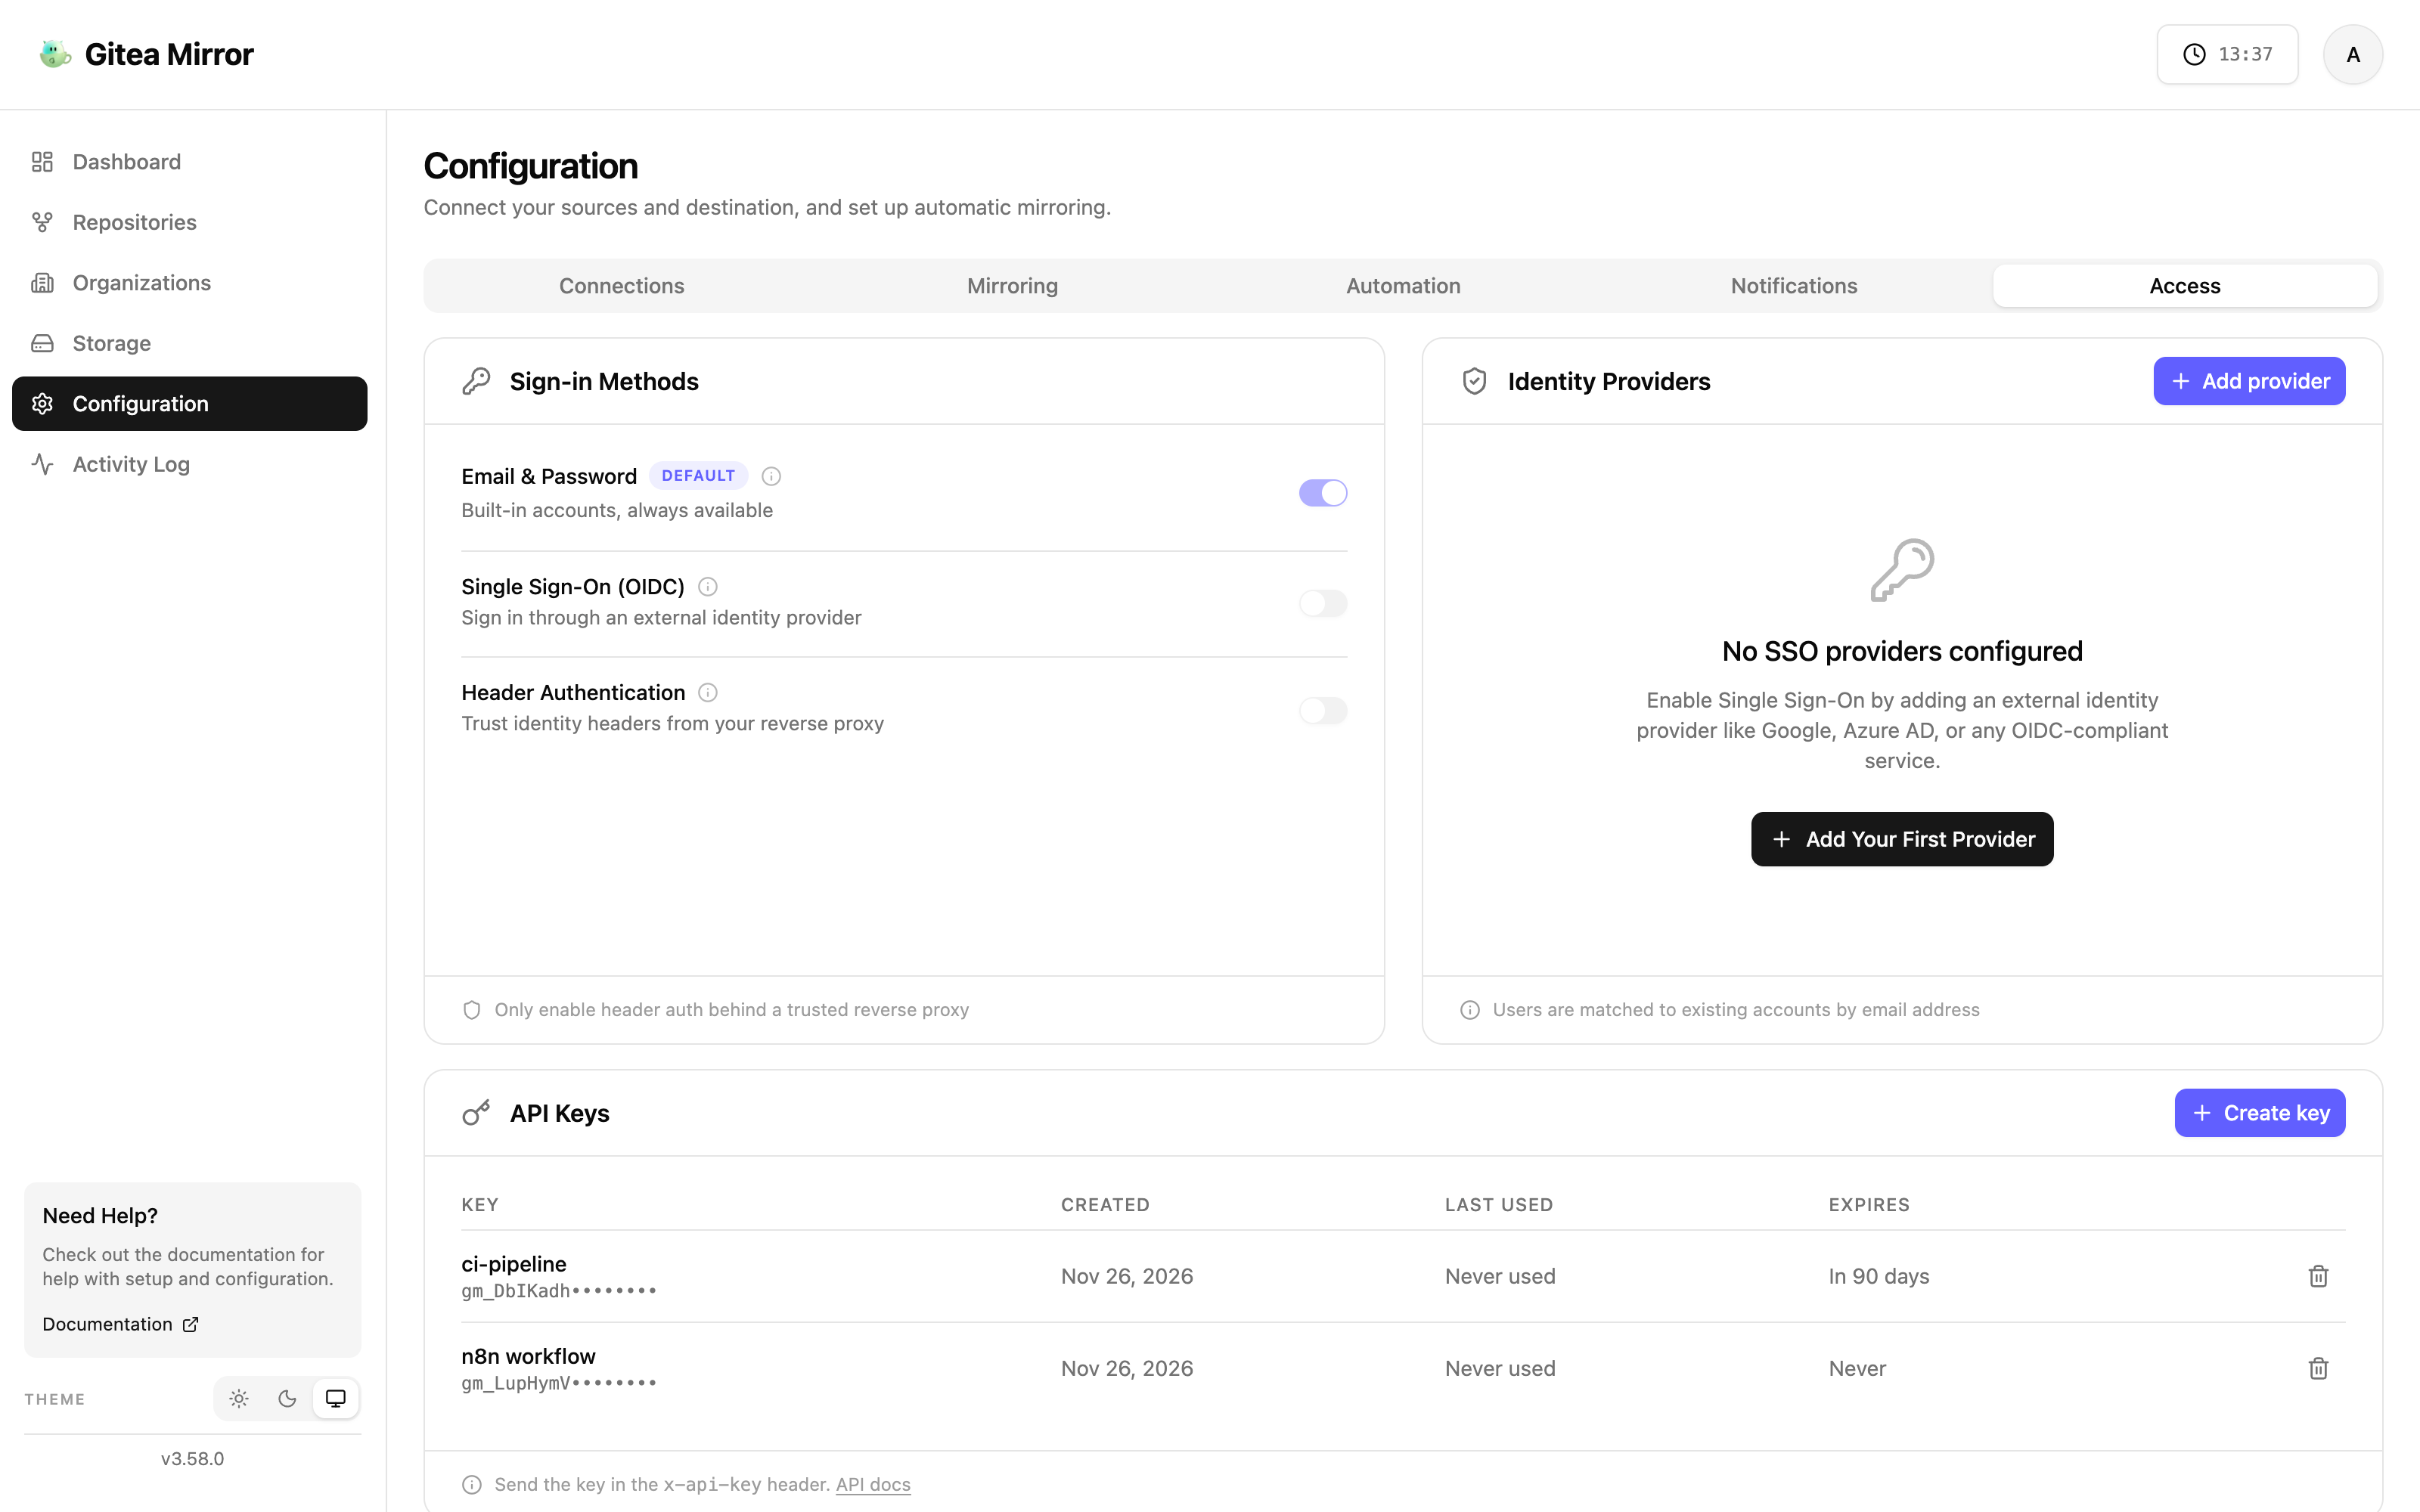 Gitea Mirror
13:37
A
Dashboard
Repositories
Organizations
Storage
Configuration
Activity Log
Need Help?
Check out the documentation for
help with setup and configuration.
Documentation
THEME
v3.58.0
Configuration
Connect your sources and destination, and set up automatic mirroring.
Connections
Mirroring
Automation
Notifications
Access
Sign-in Methods
Email & Password DEFAULT
Built-in accounts, always available
Single Sign-On (OIDC)
Sign in through an external identity provider
Header Authentication
Trust identity headers from your reverse proxy
Only enable header auth behind a trusted reverse proxy
Identity Providers
Add provider
No SSO providers configured
Enable Single Sign-On by adding an external identity
provider like Google, Azure AD, or any OIDC-compliant
service.
Add Your First Provider
Users are matched to existing accounts by email address
API Keys
Create key
KEY CREATED LAST USED EXPIRES
ci-pipeline
gm_DbIKadh••••••••
Nov 26, 2026 Never used In 90 days
n8n workflow
gm_LupHymV••••••••
Nov 26, 2026 Never used Never
Send the key in the x-api-key header. API docs